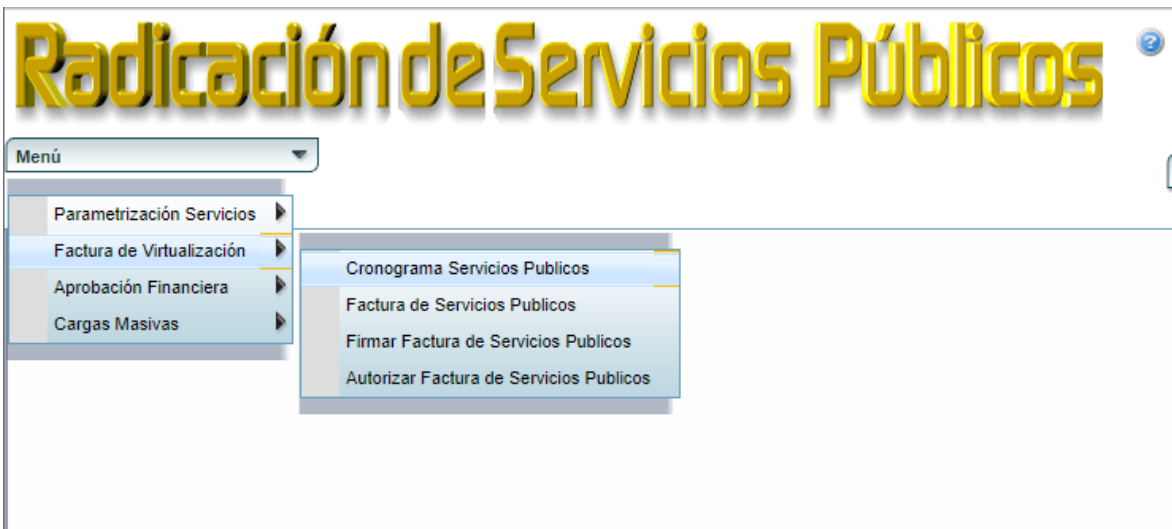 Radicación de Servicios Públicos
Menú
Parametrización Servicios
Factura de Virtualización
Aprobación Financiera
Cargas Masivas
Cronograma Servicios Publicos
Factura de Servicios Publicos
Firmar Factura de Servicios Publicos
Autorizar Factura de Servicios Publicos